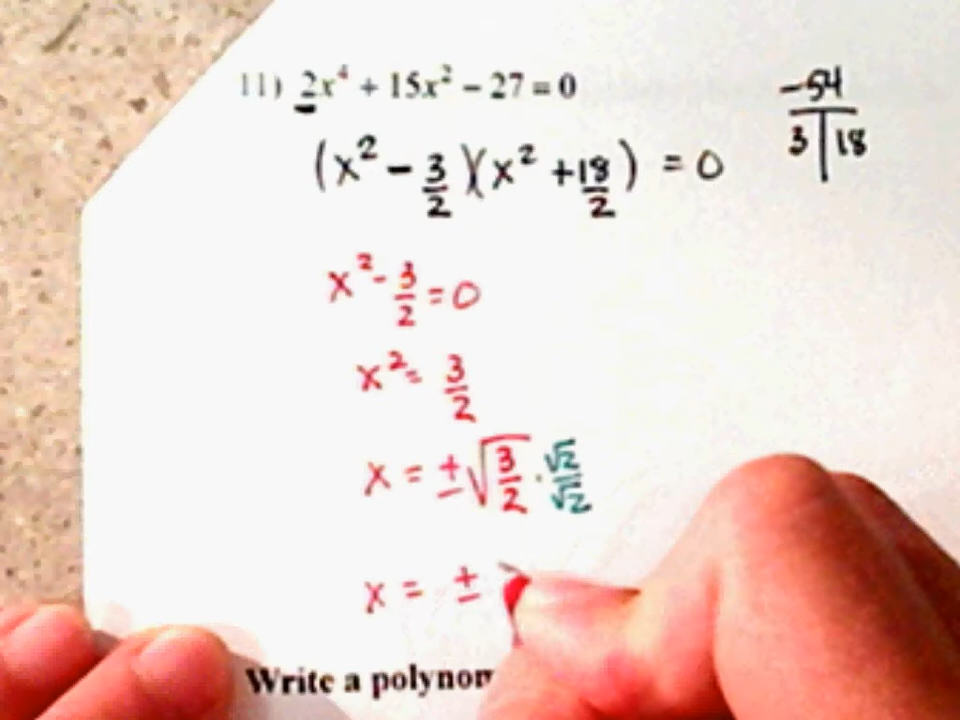 11) 2x⁴ + 15x² - 27 = 0
-54
3 | 18
(x² - 3/2)(x² + 18/2) = 0
x² - 3/2 = 0
x² = 3/2
x = ±√(3/2) · √2/√2
x = ±
Write a polynom